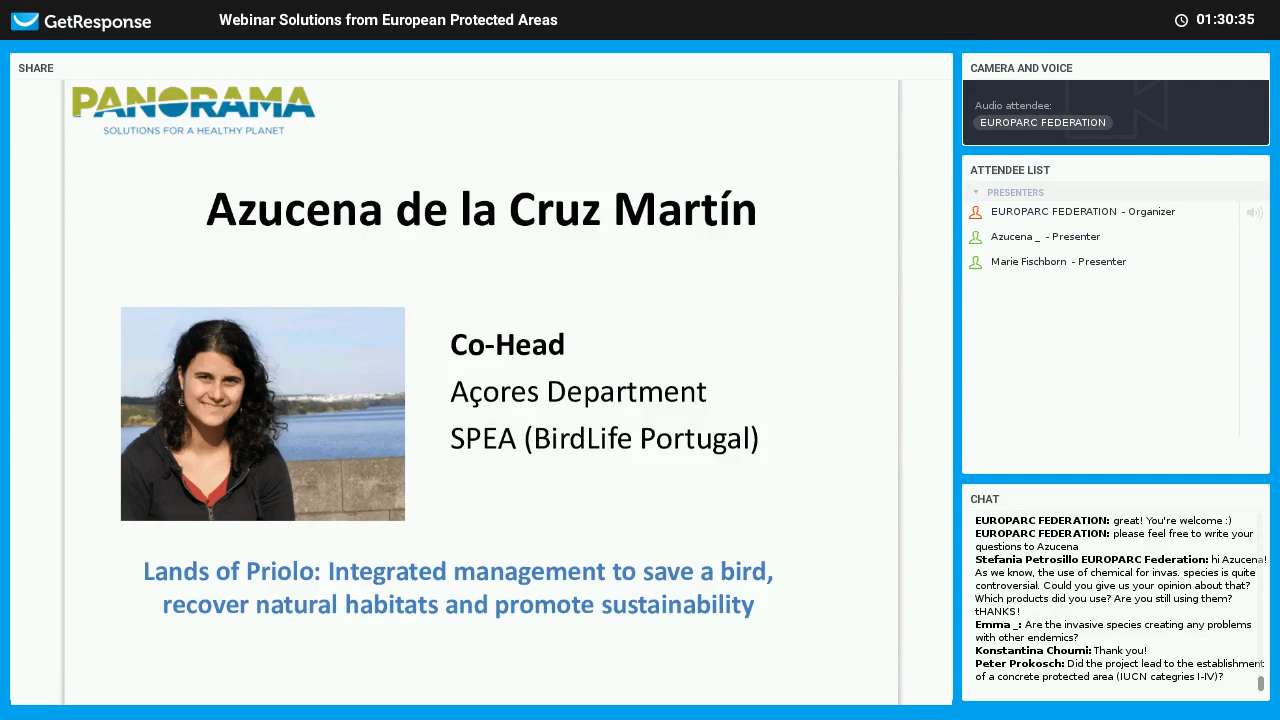 GetResponse
Webinar Solutions from European Protected Areas
01:30:35
SHARE
PANORAMA
SOLUTIONS FOR A HEALTHY PLANET
Azucena de la Cruz Martín
Co-Head
Açores Department
SPEA (BirdLife Portugal)
Lands of Priolo: Integrated management to save a bird,
recover natural habitats and promote sustainability
CAMERA AND VOICE
Audio attendee:
EUROPARC FEDERATION
ATTENDEE LIST
PRESENTERS
EUROPARC FEDERATION - Organizer
Azucena _ - Presenter
Marie Fischborn - Presenter
CHAT
EUROPARC FEDERATION: great! You're welcome :)
EUROPARC FEDERATION: please feel free to write your
questions to Azucena
Stefania Petrosillo EUROPARC Federation: hi Azucena!
As we know, the use of chemical for invas. species is quite
controversial. Could you give us your opinion about that?
Which products did you use? Are you still using them?
tHANKS!
Emma _: Are the invasive species creating any problems
with other endemics?
Konstantina Choumi: Thank you!
Peter Prokosch: Did the project lead to the establishment
of a concrete protected area (IUCN categries I-IV)?